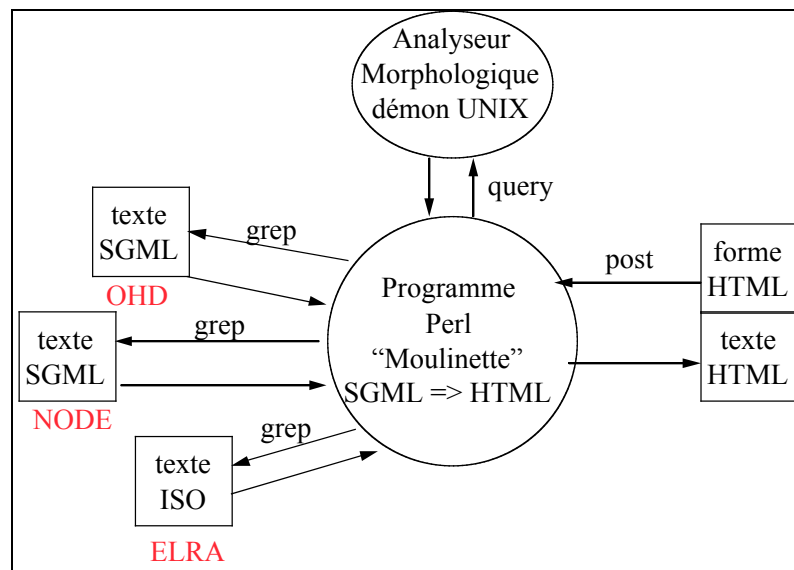 Analyseur
Morphologique
démon UNIX
query
texte
SGML
OHD
grep
texte
SGML
NODE
grep
texte
ISO
ELRA
grep
Programme
Perl
“Moulinette”
SGML => HTML
post
forme
HTML
texte
HTML